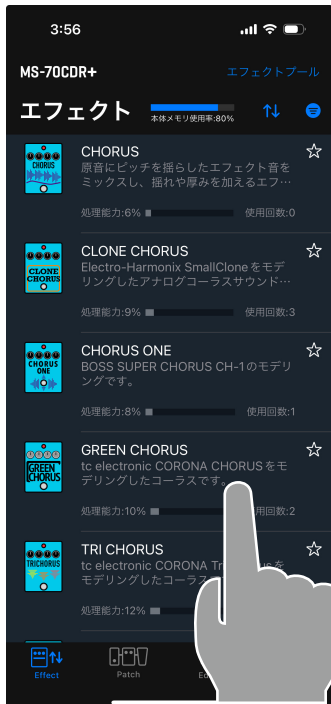 3:56
MS-70CDR+
エフェクトプール
エフェクト
本体メモリ使用率:80%
CHORUS
CHORUS
原音にピッチを揺らしたエフェクト音を
ミックスし、揺れや厚みを加えるエフ…
処理能力:6%
使用回数:0
CLONE
CHORUS
CLONE CHORUS
Electro-Harmonix SmallCloneをモデ
リングしたアナログコーラスサウンド…
処理能力:9%
使用回数:3
CHORUS
ONE
CHORUS ONE
BOSS SUPER CHORUS CH-1のモデリ
ングです。
処理能力:8%
使用回数:1
GREEN
CHORUS
GREEN CHORUS
tc electronic CORONA CHORUSをモ
デリングしたコーラスです。
処理能力:10%
用回数:2
TRICHORUS
TRI CHORUS
tc electronic CORONA Tr
を
モデリングしたコーラス
処理能力:12%
Effect
Patch
Ed